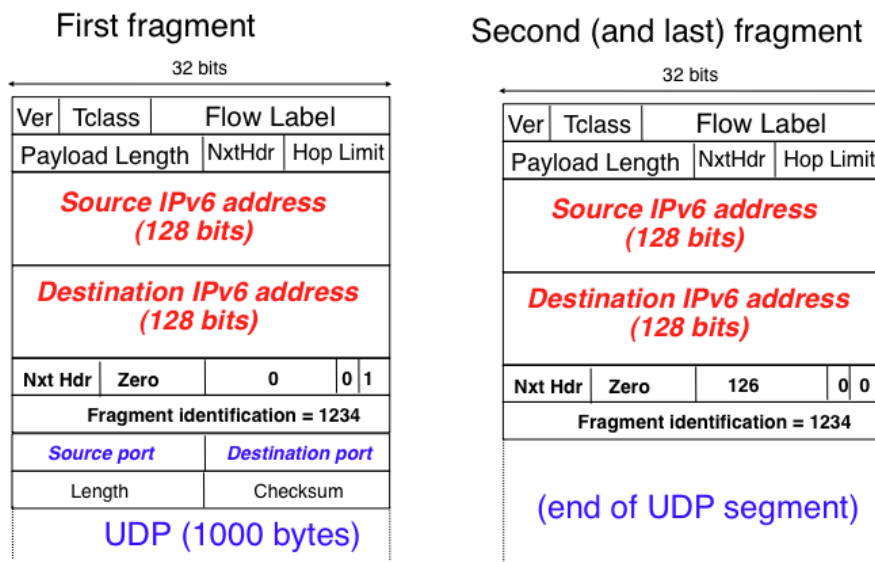 First fragment
32 bits
Ver Tclass Flow Label
Payload Length NxtHdr Hop Limit
Source IPv6 address
(128 bits)
Destination IPv6 address
(128 bits)
Nxt Hdr Zero 0 0 1
Fragment identification = 1234
Source port Destination port
Length Checksum
UDP (1000 bytes)
Second (and last) fragment
32 bits
Ver Tclass Flow Label
Payload Length NxtHdr Hop Limit
Source IPv6 address
(128 bits)
Destination IPv6 address
(128 bits)
Nxt Hdr Zero 126 0 0
Fragment identification = 1234
(end of UDP segment)